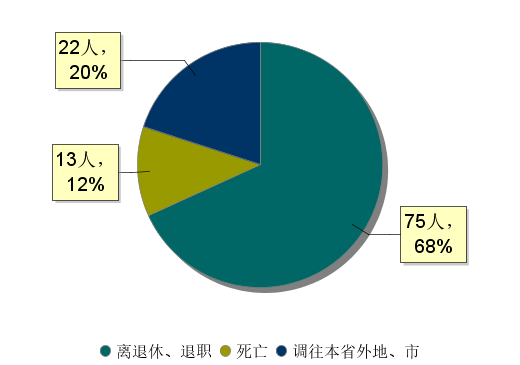 22人，
20%
13人，
12%
75人，
68%
离退休、退职 死亡 调往本省外地、市